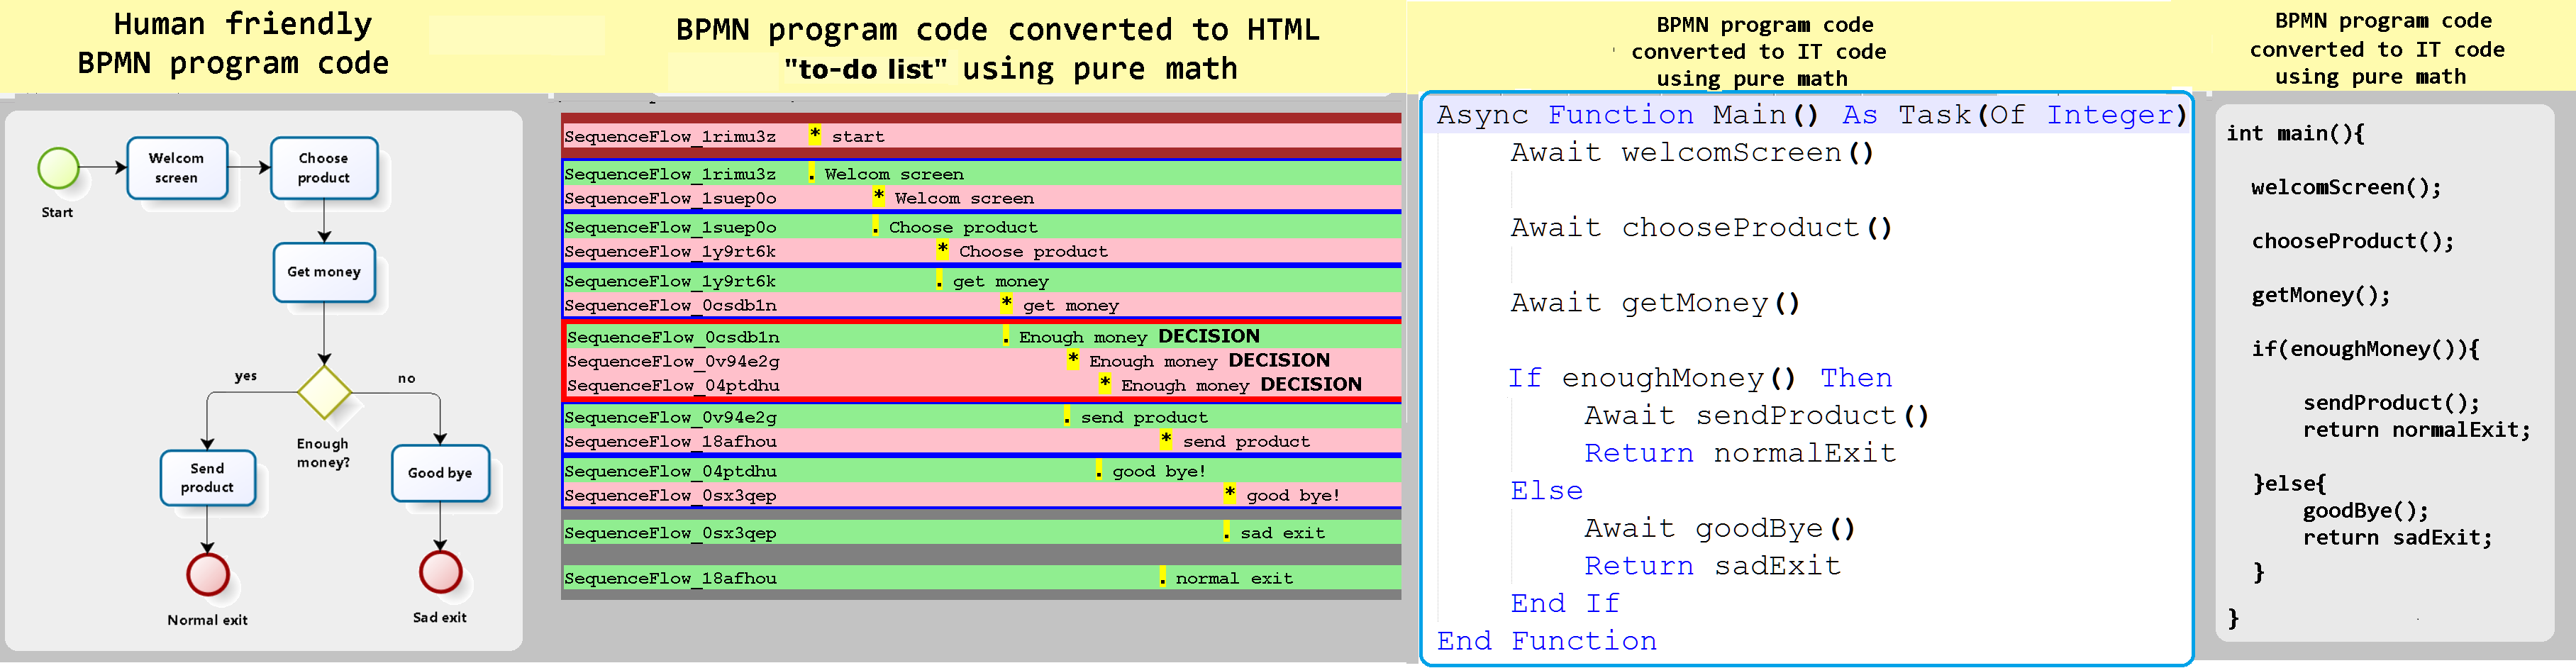 Human friendly
BPMN program code
BPMN program code converted to HTML
"to-do list" using pure math
BPMN program code
converted to IT code
using pure math
BPMN program code
converted to IT code
using pure math
Start
Welcom
screen
Choose
product
Get money
yes
no
Enough
money?
Send
product
Good bye
Normal exit
Sad exit
SequenceFlow_1rimu3z * start
SequenceFlow_1rimu3z . Welcom screen
SequenceFlow_1suep0o * Welcom screen
SequenceFlow_1suep0o . Choose product
SequenceFlow_1y9rt6k * Choose product
SequenceFlow_1y9rt6k . get money
SequenceFlow_0csdb1n * get money
SequenceFlow_0csdb1n . Enough money DECISION
SequenceFlow_0v94e2g * Enough money DECISION
SequenceFlow_04ptdhu * Enough money DECISION
SequenceFlow_0v94e2g . send product
SequenceFlow_18afhou * send product
SequenceFlow_04ptdhu . good bye!
SequenceFlow_0sx3qep * good bye!
SequenceFlow_0sx3qep . sad exit
SequenceFlow_18afhou . normal exit
Async Function Main() As Task(Of Integer)
Await welcomScreen()
Await chooseProduct()
Await getMoney()
If enoughMoney() Then
Await sendProduct()
Return normalExit
Else
Await goodBye()
Return sadExit
End If
End Function
int main(){
welcomScreen();
chooseProduct();
getMoney();
if(enoughMoney()){
sendProduct();
return normalExit;
}else{
goodBye();
return sadExit;
}
}